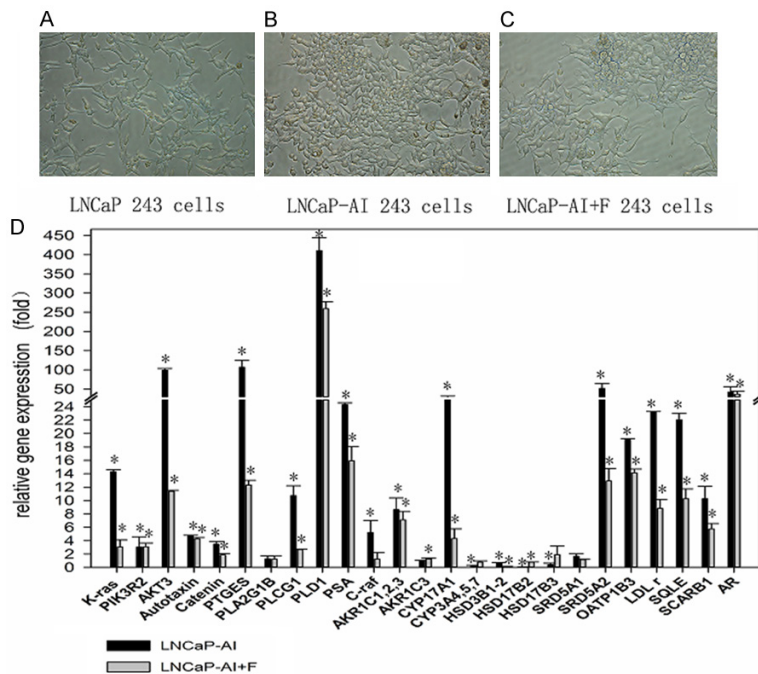 A
B
C
LNCaP 243 cells
LNCaP-AI 243 cells
LNCaP-AI+F 243 cells
D
relative gene expression (fold)
450
400
350
300
250
200
150
100
50
24
22
20
18
16
14
12
10
8
6
4
2
0
* * * * * * * * * * * * * * * * * * * * * * * * * * * * * * * * * * * * * * * *
K-ras
PIK3R2
AKT3
Autotaxin
Catenin
PTGES
PLA2G1B
PLCG1
PLD1
PSA
C-raf
AKR1C1,2,3
AKR1C3
CYP17A1
CYP3A4,5,7
HSD3B1-2
HSD17B2
HSD17B3
SRD5A1
SRD5A2
OATP1B3
LDL r
SQLE
SCARB1
AR
LNCaP-AI
LNCaP-AI+F